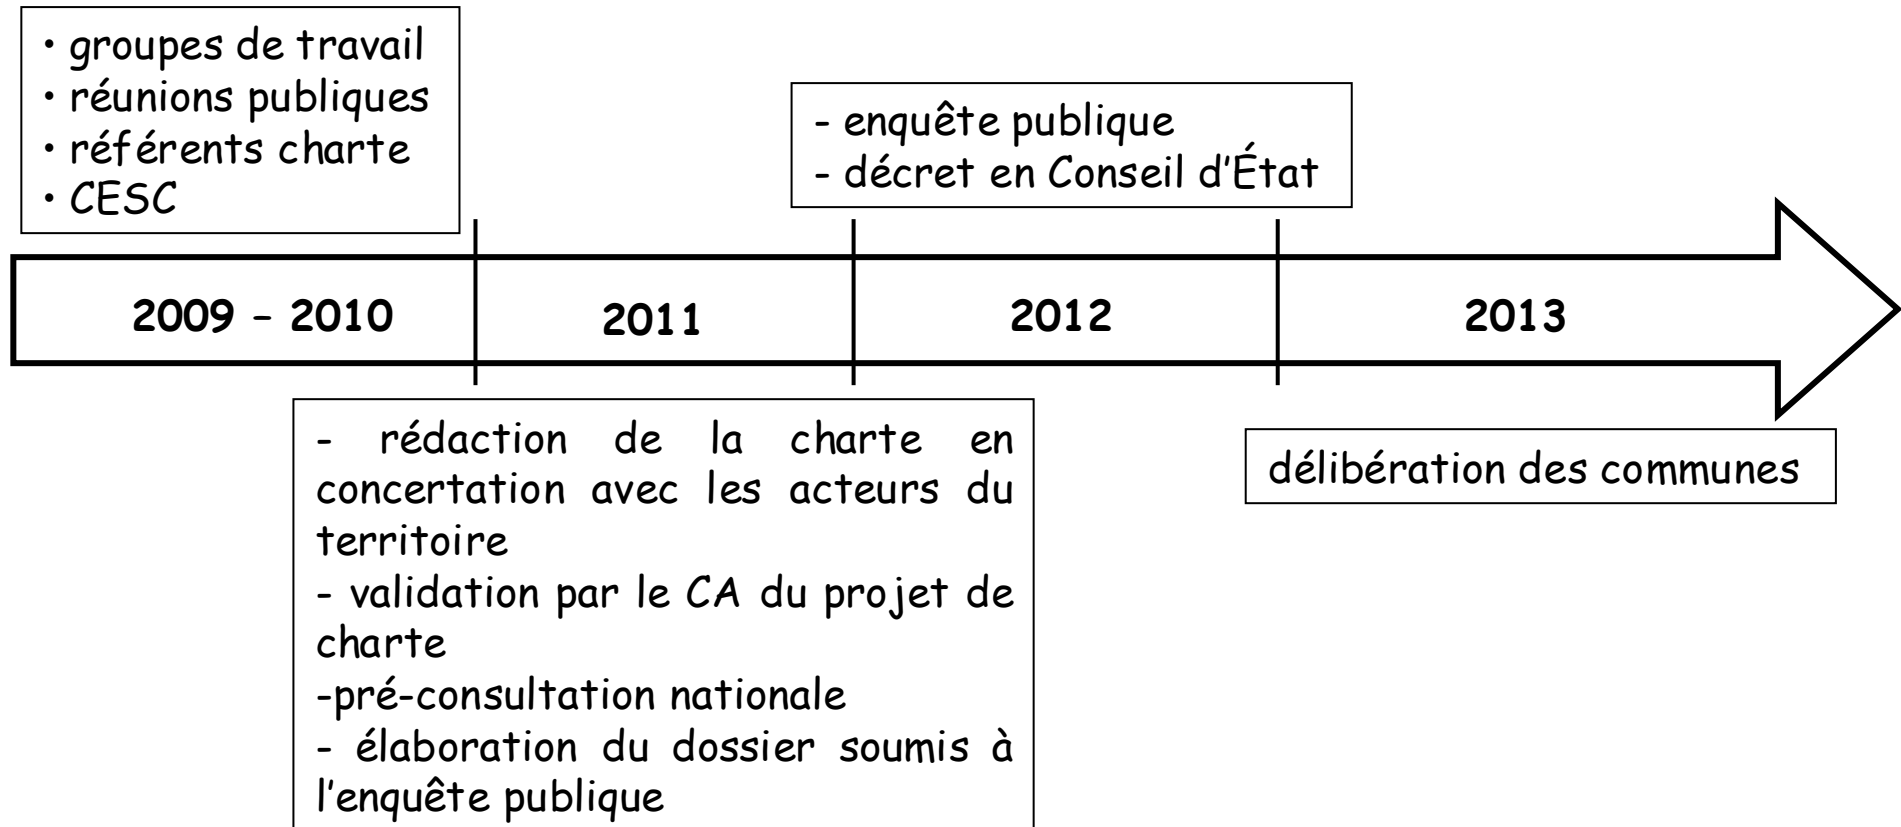 • groupes de travail
• réunions publiques
• référents charte
• CESC
- enquête publique
- décret en Conseil d'État
2009 – 2010
2011
2012
2013
- rédaction de la charte en
concertation avec les acteurs du
territoire
- validation par le CA du projet de
charte
-pré-consultation nationale
- élaboration du dossier soumis à
l'enquête publique
délibération des communes